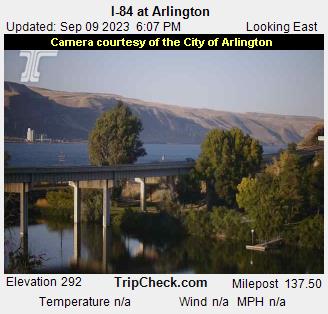 I-84 at Arlington
Updated: Sep 09 2023 6:07 PM Looking East
Camera courtesy of the City of Arlington
Elevation 292 TripCheck.com Milepost 137.50
Temperature n/a Wind n/a MPH n/a